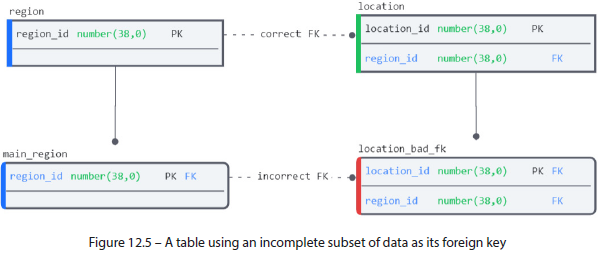 region
region_id number(38,0) PK
correct FK
location
location_id number(38,0) PK
region_id number(38,0) FK
main_region
region_id number(38,0) PK FK
incorrect FK
location_bad_fk
location_id number(38,0) PK FK
region_id number(38,0) FK
Figure 12.5 – A table using an incomplete subset of data as its foreign key